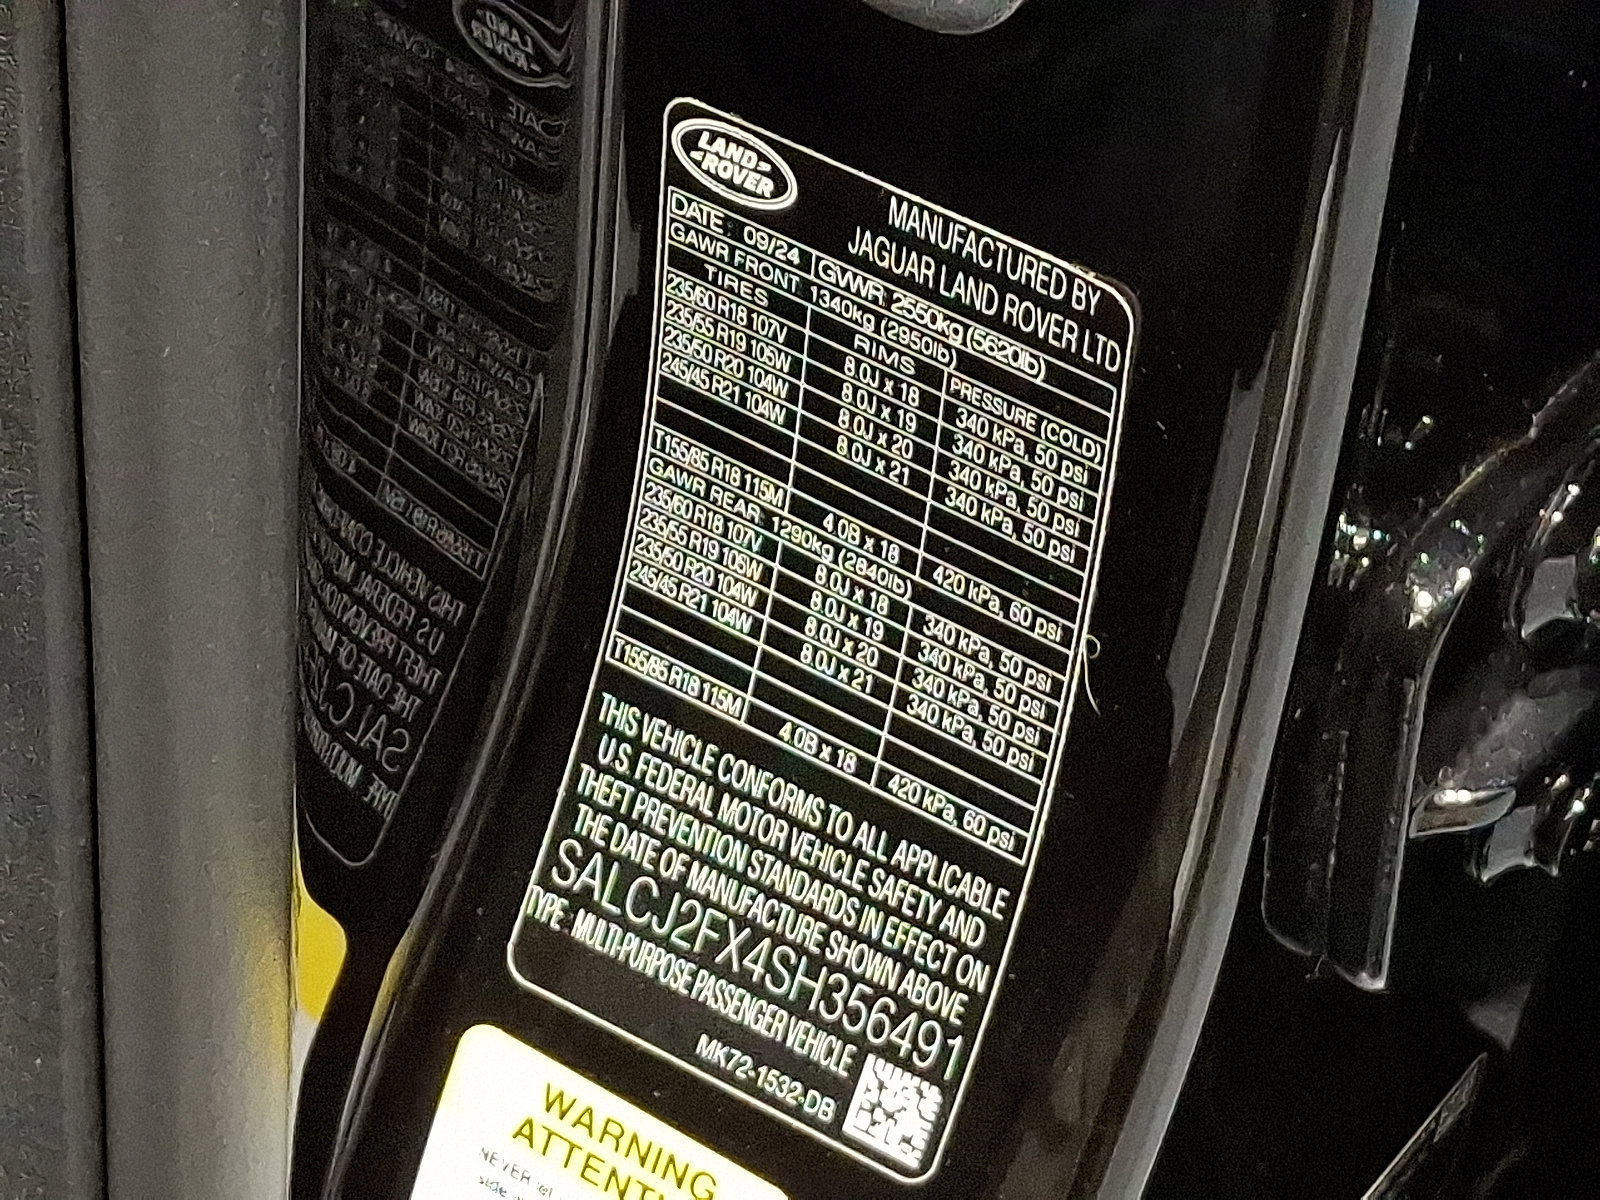 LAND ROVER
MANUFACTURED BY
JAGUAR LAND ROVER LTD
DATE: 09/24 GVWR: 2550kg (5620lb)
GAWR FRONT: 1340kg (2950lb)
TIRES RIMS PRESSURE (COLD)
235/60 R18 107V 8.0J x 18 340 kPa, 50 psi
235/55 R19 105W 8.0J x 19 340 kPa, 50 psi
235/50 R20 104W 8.0J x 20 340 kPa, 50 psi
245/45 R21 104W 8.0J x 21 340 kPa, 50 psi
T155/85 R18 115M 4.0B x 18 420 kPa, 60 psi
GAWR REAR: 1290kg (2840lb)
235/60 R18 107V 8.0J x 18 340 kPa, 50 psi
235/55 R19 105W 8.0J x 19 340 kPa, 50 psi
235/50 R20 104W 8.0J x 20 340 kPa, 50 psi
245/45 R21 104W 8.0J x 21 340 kPa, 50 psi
T155/85 R18 115M 4.0B x 18 420 kPa, 60 psi
THIS VEHICLE CONFORMS TO ALL APPLICABLE
U.S. FEDERAL MOTOR VEHICLE SAFETY AND
THEFT PREVENTION STANDARDS IN EFFECT ON
THE DATE OF MANUFACTURE SHOWN ABOVE
SALCJ2FX4SH356491
TYPE: MULTI-PURPOSE PASSENGER VEHICLE
MK72-1532-DB
WARNING
ATTENTI
NEVER let
side